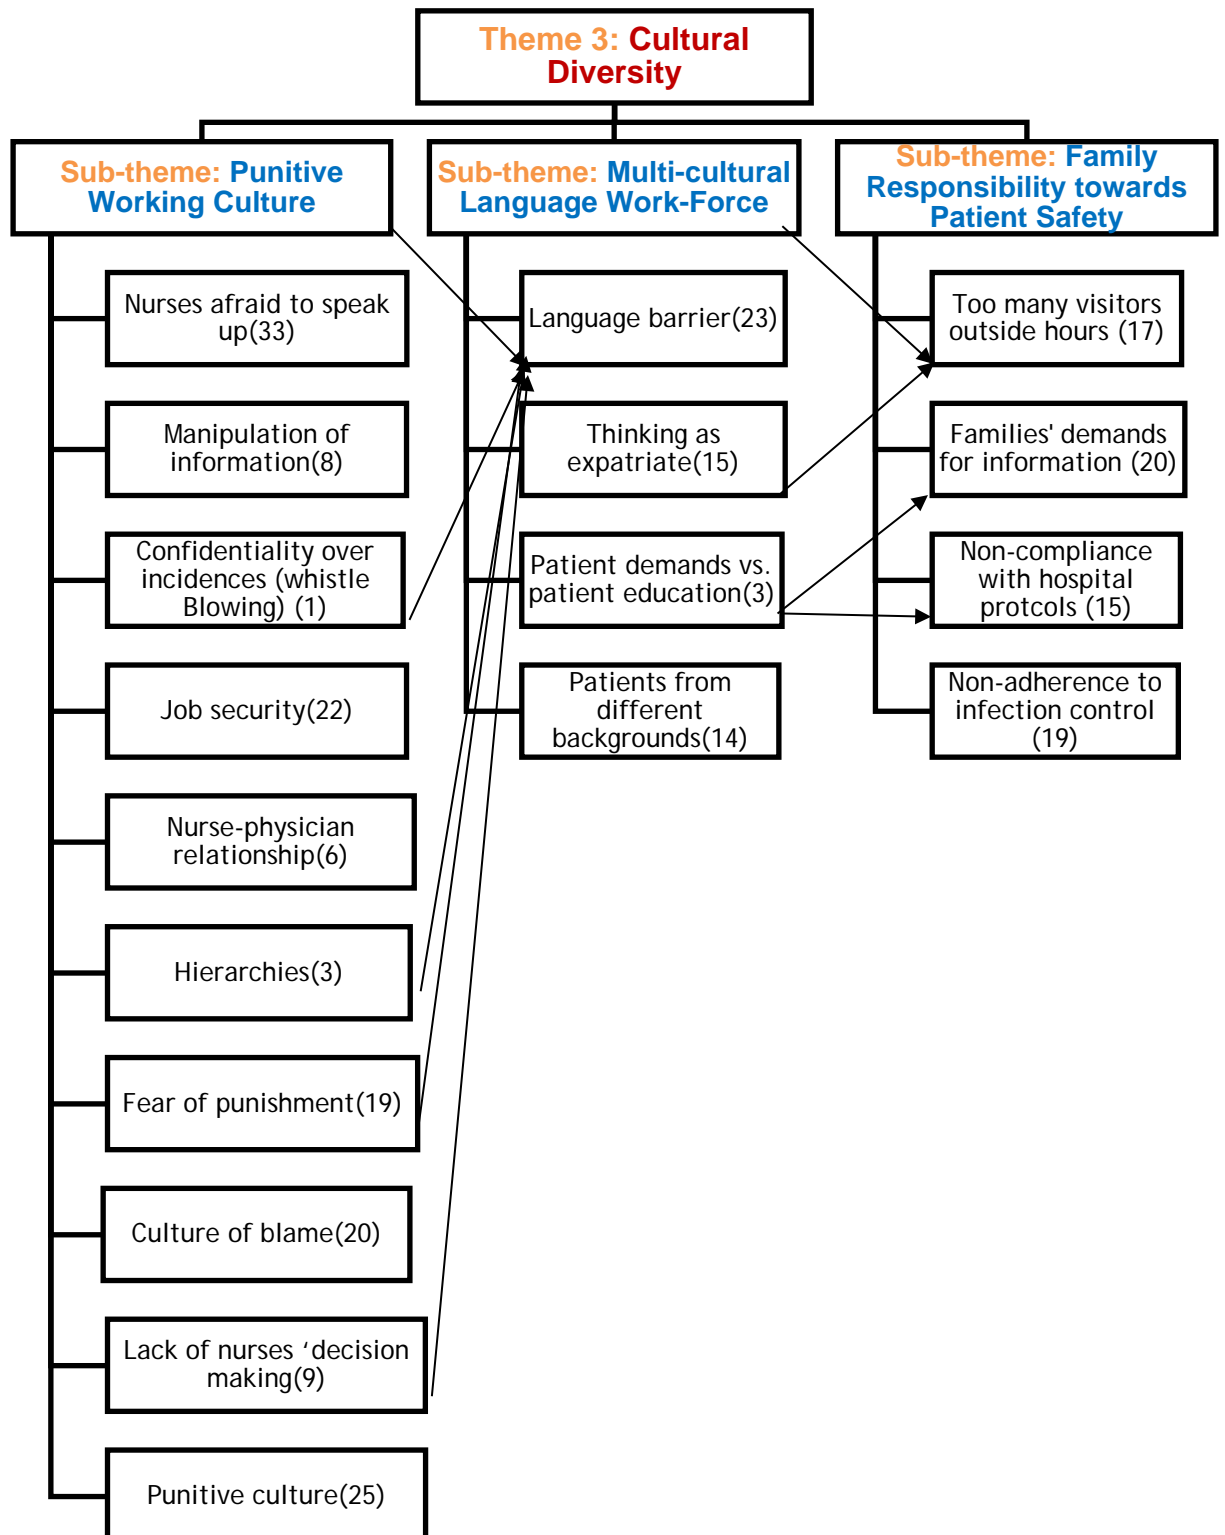 Theme 3: Cultural
Diversity
Sub-theme: Punitive
Working Culture
Nurses afraid to speak
up(33)
Manipulation of
information(8)
Confidentiality over
incidences (whistle
Blowing) (1)
Job security(22)
Nurse-physician
relationship(6)
Hierarchies(3)
Fear of punishment(19)
Culture of blame(20)
Lack of nurses ‘decision
making(9)
Punitive culture(25)
Sub-theme: Multi-cultural
Language Work-Force
Language barrier(23)
Thinking as
expatriate(15)
Patient demands vs.
patient education(3)
Patients from
different
backgrounds(14)
Sub-theme: Family
Responsibility towards
Patient Safety
Too many visitors
outside hours (17)
Families' demands
for information (20)
Non-compliance
with hospital
protcols (15)
Non-adherence to
infection control
(19)